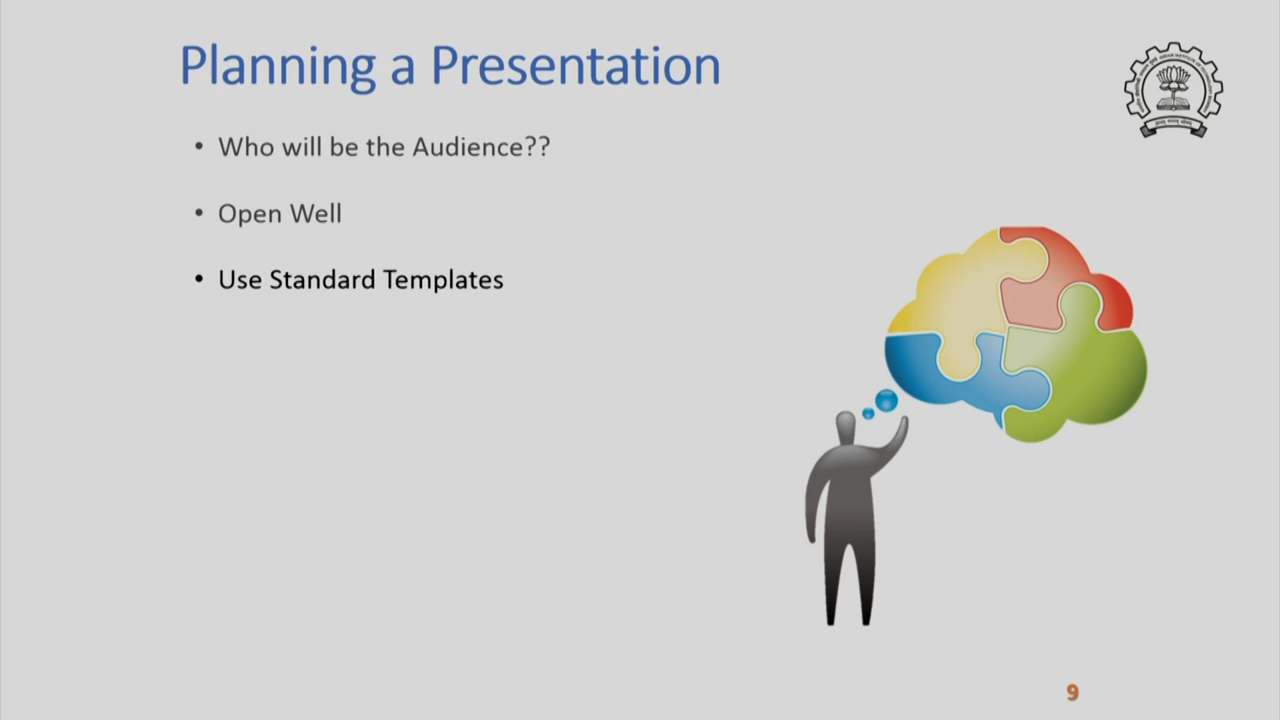 Planning a Presentation
• Who will be the Audience??
• Open Well
• Use Standard Templates
9